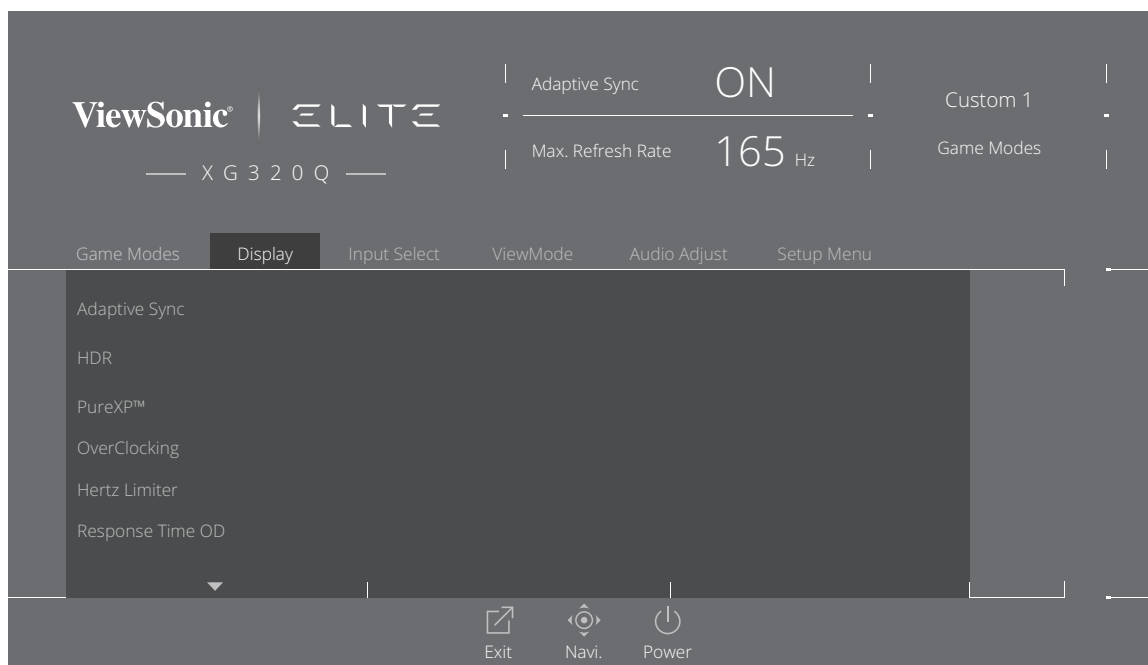 ViewSonic® ELITE
XG320Q
Adaptive Sync ON
Max. Refresh Rate 165 Hz
Custom 1
Game Modes
Game Modes Display Input Select ViewMode Audio Adjust Setup Menu
Adaptive Sync
HDR
PureXP™
OverClocking
Hertz Limiter
Response Time OD
Exit Navi. Power